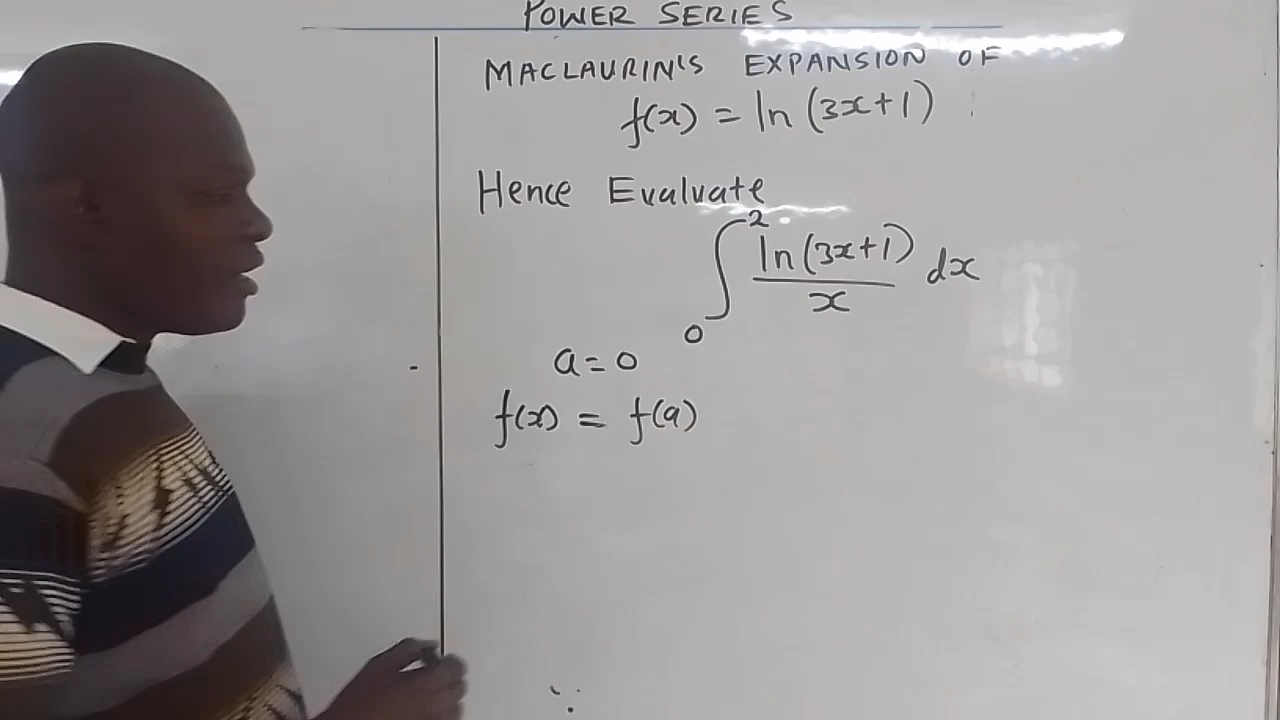 POWER SERIES
MACLAURIN'S EXPANSION OF
f(x) = ln (3x+1)
Hence Evaluate
∫₀² ln(3x+1)/x dx
a = 0
f(x) = f(a)